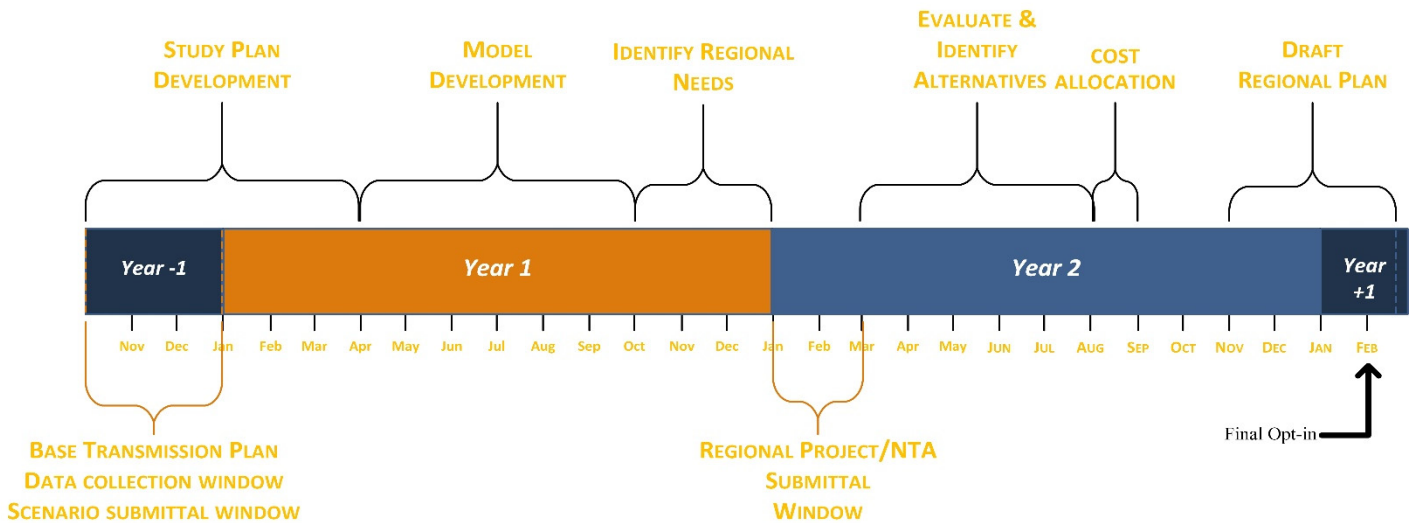 STUDY PLAN
DEVELOPMENT
MODEL
DEVELOPMENT
IDENTIFY REGIONAL
NEEDS
EVALUATE &
IDENTIFY
ALTERNATIVES
COST
ALLOCATION
DRAFT
REGIONAL PLAN
Year -1
Year 1
Year 2
Year
+1
Nov Dec Jan Feb Mar Apr May Jun Jul Aug Sep Oct Nov Dec Jan Feb Mar Apr May JUN JUL AUG SEP OCT NOV DEC JAN FEB
BASE TRANSMISSION PLAN
DATA COLLECTION WINDOW
SCENARIO SUBMITTAL WINDOW
REGIONAL PROJECT/NTA
SUBMITTAL
WINDOW
Final Opt-in